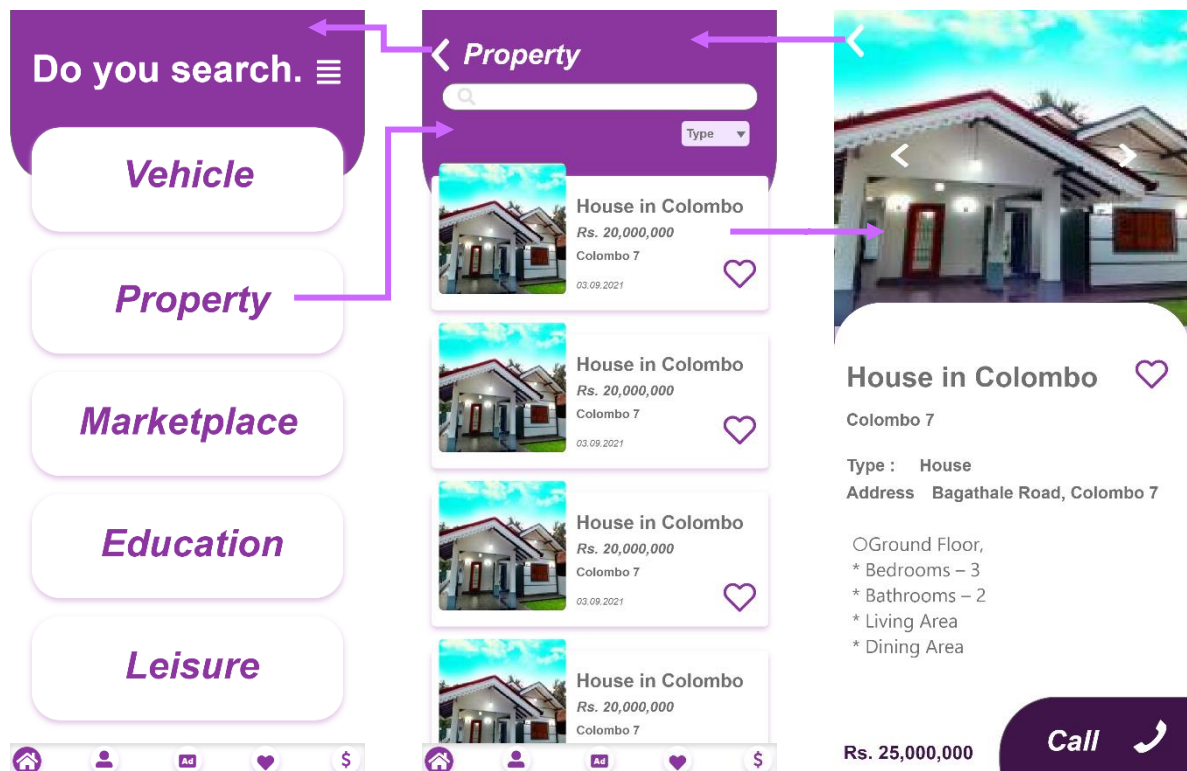 Do you search.
Vehicle
Property
Marketplace
Education
Leisure
Ad
$
Property
Type
House in Colombo
Rs. 20,000,000
Colombo 7
03.09.2021
House in Colombo
Rs. 20,000,000
Colombo 7
03.09.2021
House in Colombo
Rs. 20,000,000
Colombo 7
03.09.2021
House in Colombo
Rs. 20,000,000
Colombo 7
Ad
$
House in Colombo
Colombo 7
Type : House
Address Bagathale Road, Colombo 7
○Ground Floor,
* Bedrooms – 3
* Bathrooms – 2
* Living Area
* Dining Area
Rs. 25,000,000
Call